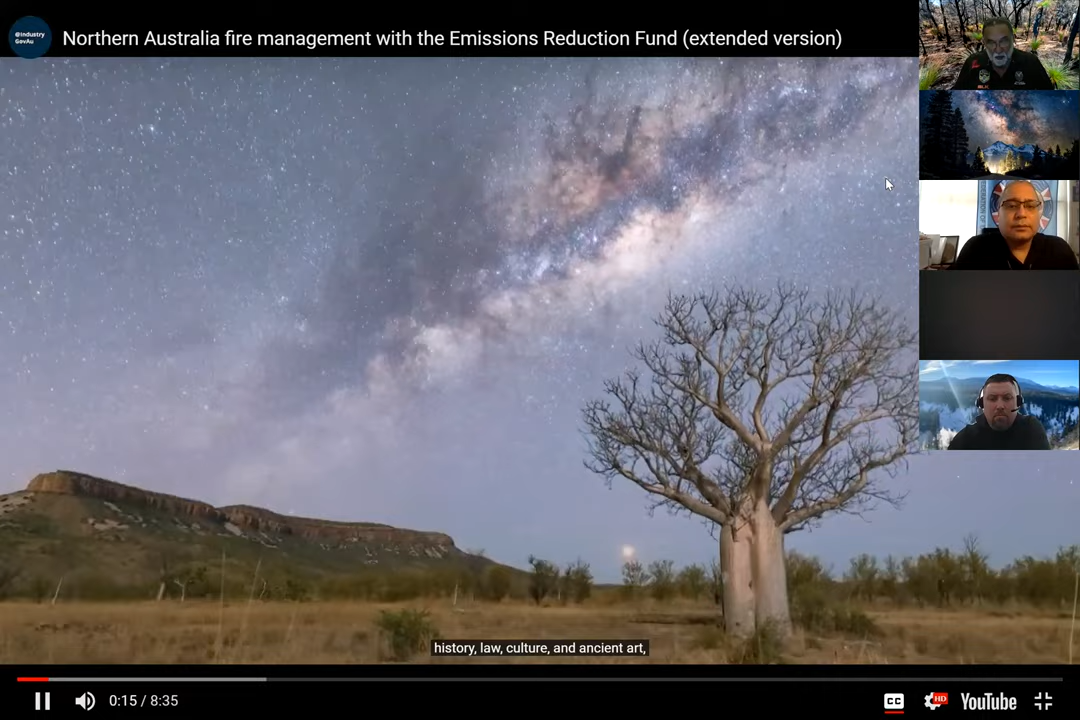 @Industry
GovAu
Northern Australia fire management with the Emissions Reduction Fund (extended version)
history, law, culture, and ancient art,
0:15 / 8:35
CC
HD
YouTube